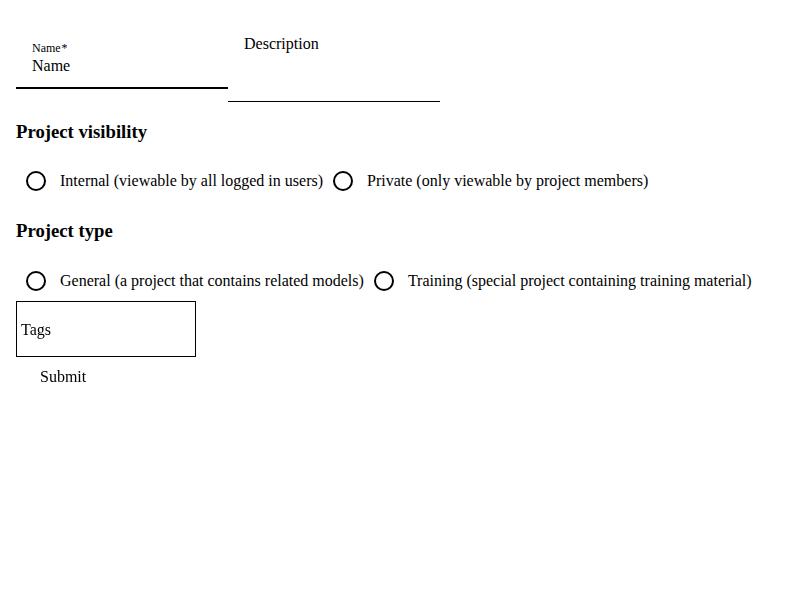 Name*
Name
Description
Project visibility
Internal (viewable by all logged in users) Private (only viewable by project members)
Project type
General (a project that contains related models) Training (special project containing training material)
Tags
Submit